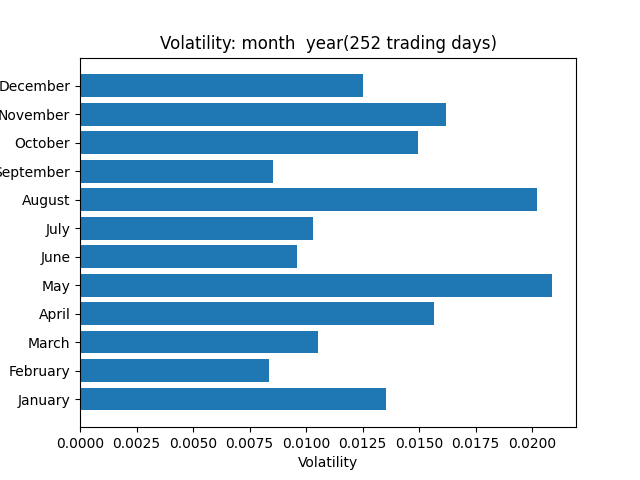 Volatility: month  year(252 trading days)
December
November
October
September
August
July
June
May
April
March
February
January
0.0000 0.0025 0.0050 0.0075 0.0100 0.0125 0.0150 0.0175 0.0200
Volatility